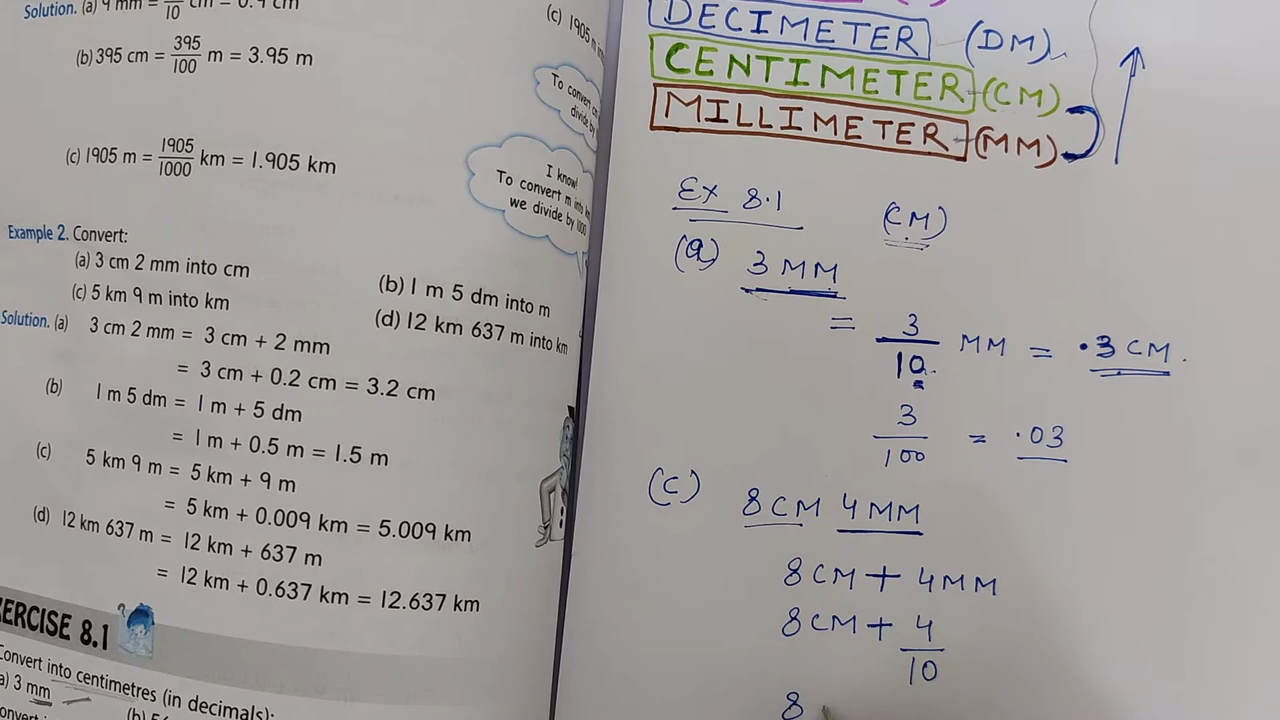 Solution. (a) 9 mm = 10 cm = 0.9 cm
(b) 395 cm = 395/100 m = 3.95 m
(c) 1905 m = 1905/1000 km = 1.905 km
(c) 1905 m
To convert
divide by
I know!
To convert m into
we divide by 1000
Example 2. Convert:
(a) 3 cm 2 mm into cm
(b) 1 m 5 dm into m
(c) 5 km 9 m into km
(d) 12 km 637 m into km
Solution. (a) 3 cm 2 mm = 3 cm + 2 mm
= 3 cm + 0.2 cm = 3.2 cm
(b) 1 m 5 dm = 1 m + 5 dm
= 1 m + 0.5 m = 1.5 m
(c) 5 km 9 m = 5 km + 9 m
= 5 km + 0.009 km = 5.009 km
(d) 12 km 637 m = 12 km + 637 m
= 12 km + 0.637 km = 12.637 km
ERCISE 8.1
Convert into centimetres (in decimals):
a) 3 mm
DECIMETER (DM)
CENTIMETER (CM)
MILLIMETER (MM)
Ex 8.1 (CM)
(a) 3 MM
= 3/10 MM = .3 CM.
3/100 = .03
(C) 8 CM 4 MM
8 CM + 4 MM
8 CM + 4/10
8